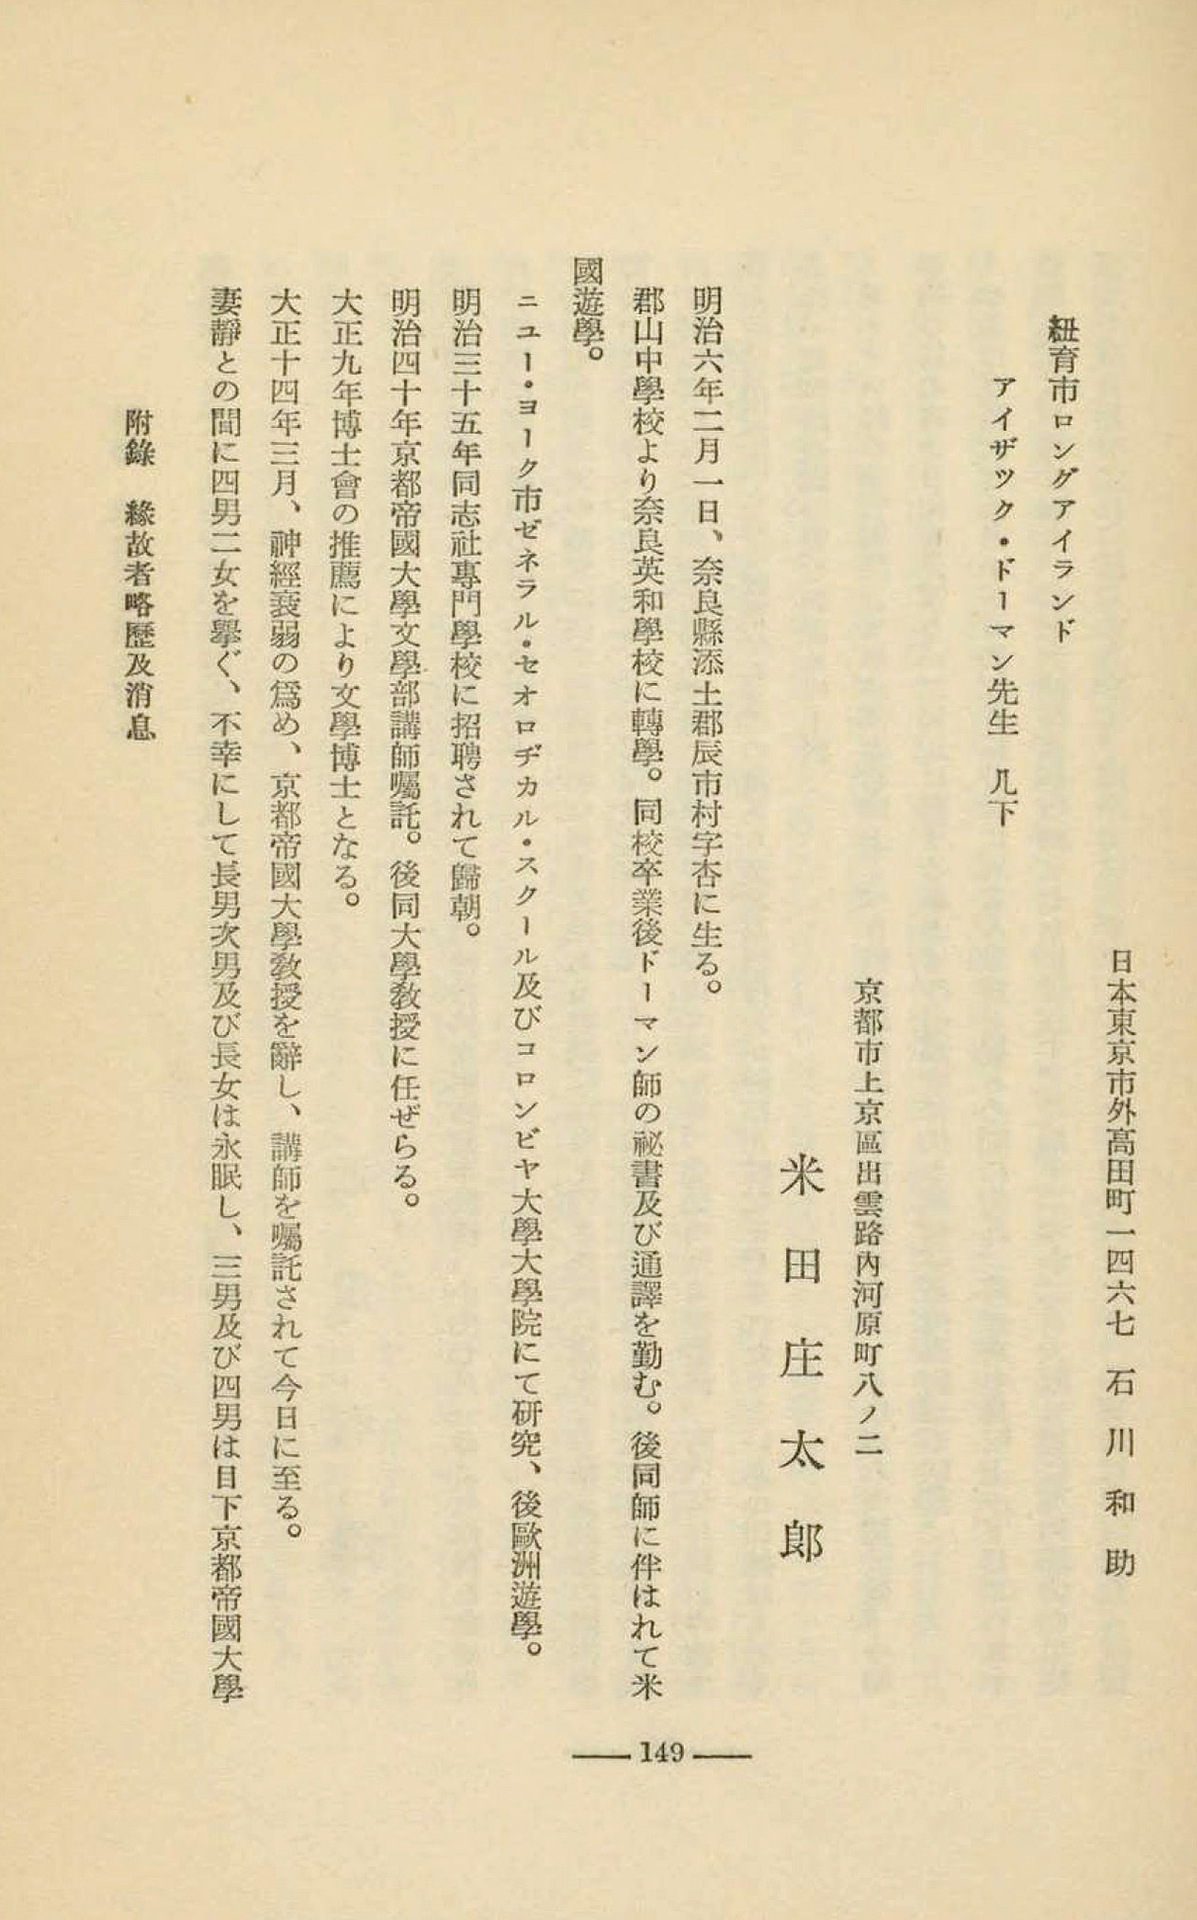 日本東京市外高田町一四六七　石川和助
紐育市ロングアイランド
アイザツク・ドーマン先生　几下
京都市上京區出雲路內河原町八ノ二
米田庄太郎
明治六年二月一日、奈良縣添上郡辰市村字杏に生る。
郡山中學校より奈良英和學校に轉學。同校卒業後ドーマン師の祕書及び通譯を勤む。後同師に伴はれて米
國遊學。
ニユー・ヨーク市ゼネラル・セオロヂカル・スクール及びコロンビヤ大學大學院にて研究、後歐洲遊學。
明治三十五年同志社專門學校に招聘されて歸朝。
明治四十年京都帝國大學文學部講師囑託。後同大學敎授に任ぜらる。
大正九年博士會の推薦により文學博士となる。
大正十四年三月、神經衰弱の爲め、京都帝國大學敎授を辭し、講師を囑託されて今日に至る。
妻靜との間に四男二女を擧ぐ、不幸にして長男次男及び長女は永眠し、三男及び四男は目下京都帝國大學
附錄　緣故者略歷及消息
149